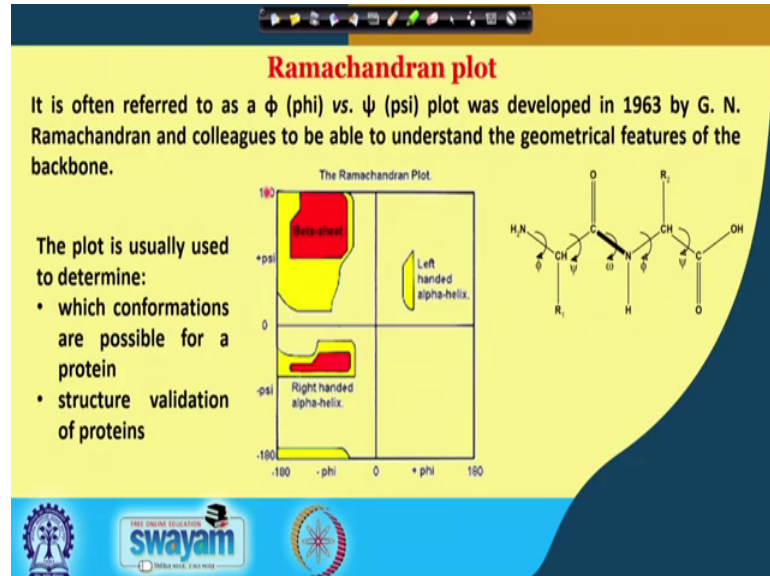 Ramachandran plot
It is often referred to as a ϕ (phi) vs. ψ (psi) plot was developed in 1963 by G. N.
Ramachandran and colleagues to be able to understand the geometrical features of the
backbone.
The plot is usually used
to determine:
• which conformations
are possible for a
protein
• structure validation
of proteins
The Ramachandran Plot.
180
Beta-sheet
+psi
Left
handed
alpha-helix.
0
-psi
Right handed
alpha-helix.
-180
-180 - phi 0 + phi 180
O
R₂
H₂N
CH
C
N
CH
C
OH
ϕ
ψ
ω
ϕ
ψ
R₁
H
O
FREE ONLINE EDUCATION
swayam